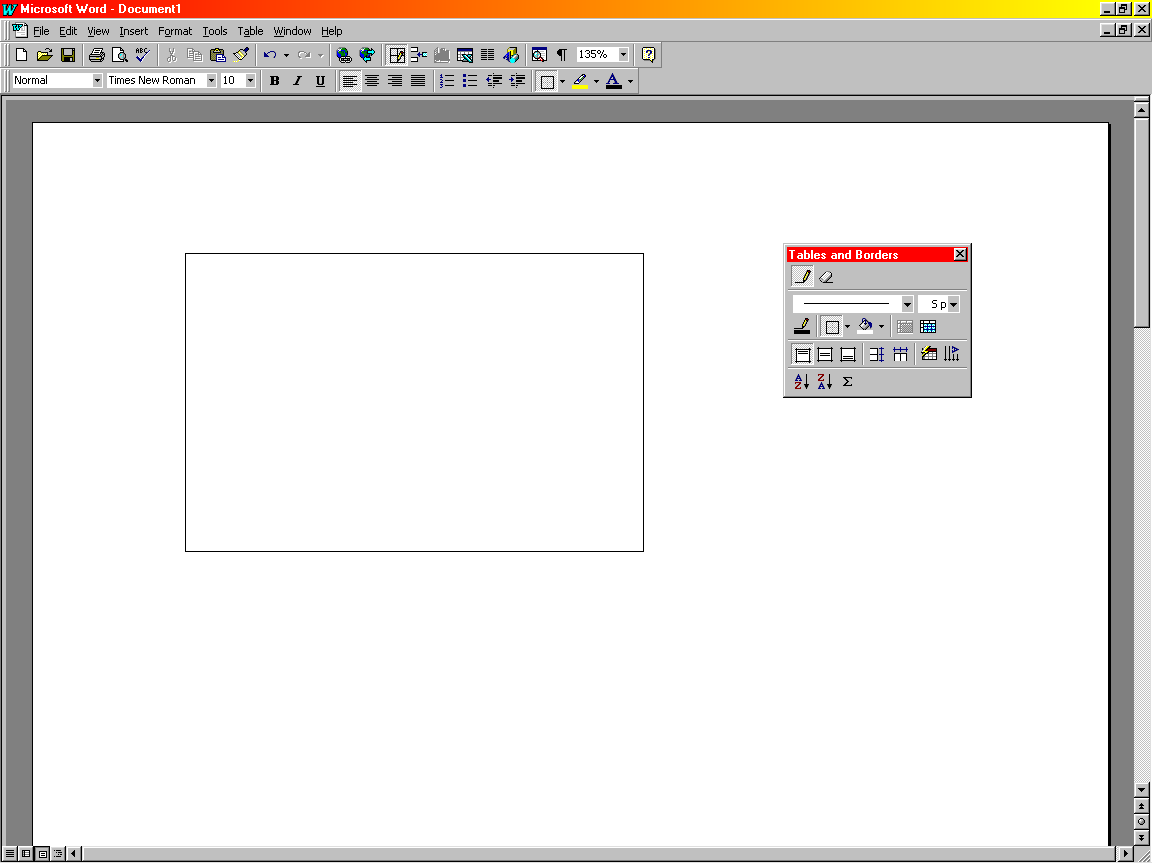 Microsoft Word - Document1
File Edit View Insert Format Tools Table Window Help
135%
Normal Times New Roman 10 B I U
Tables and Borders
5 p